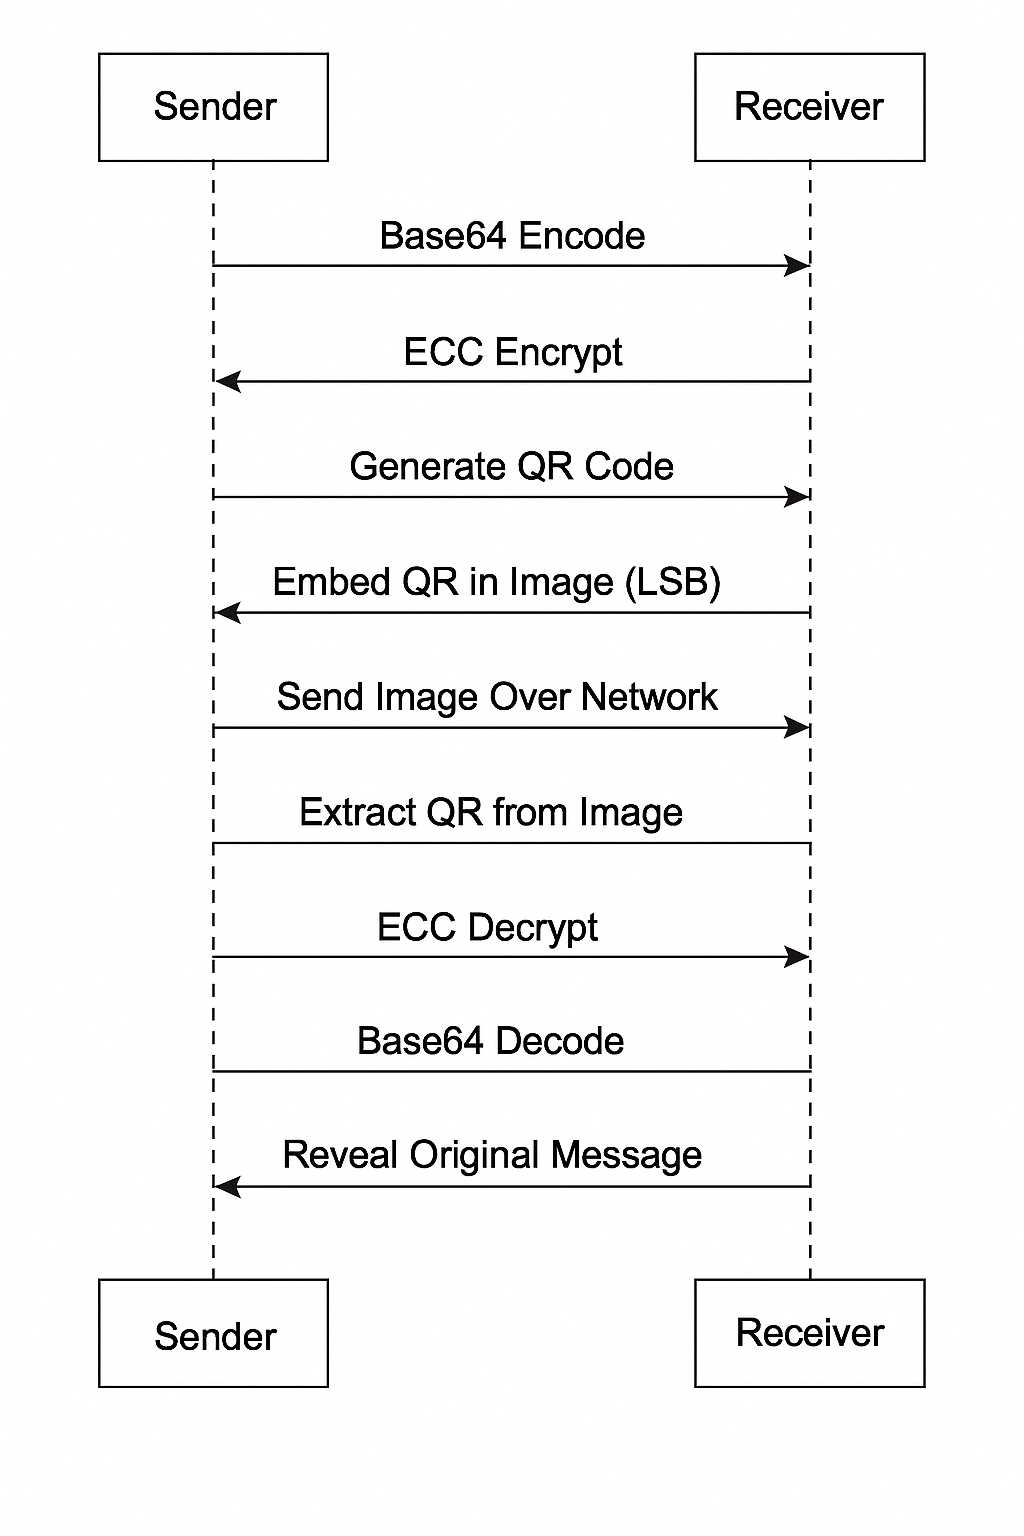 Sender
Receiver
Base64 Encode
ECC Encrypt
Generate QR Code
Embed QR in Image (LSB)
Send Image Over Network
Extract QR from Image
ECC Decrypt
Base64 Decode
Reveal Original Message
Sender
Receiver